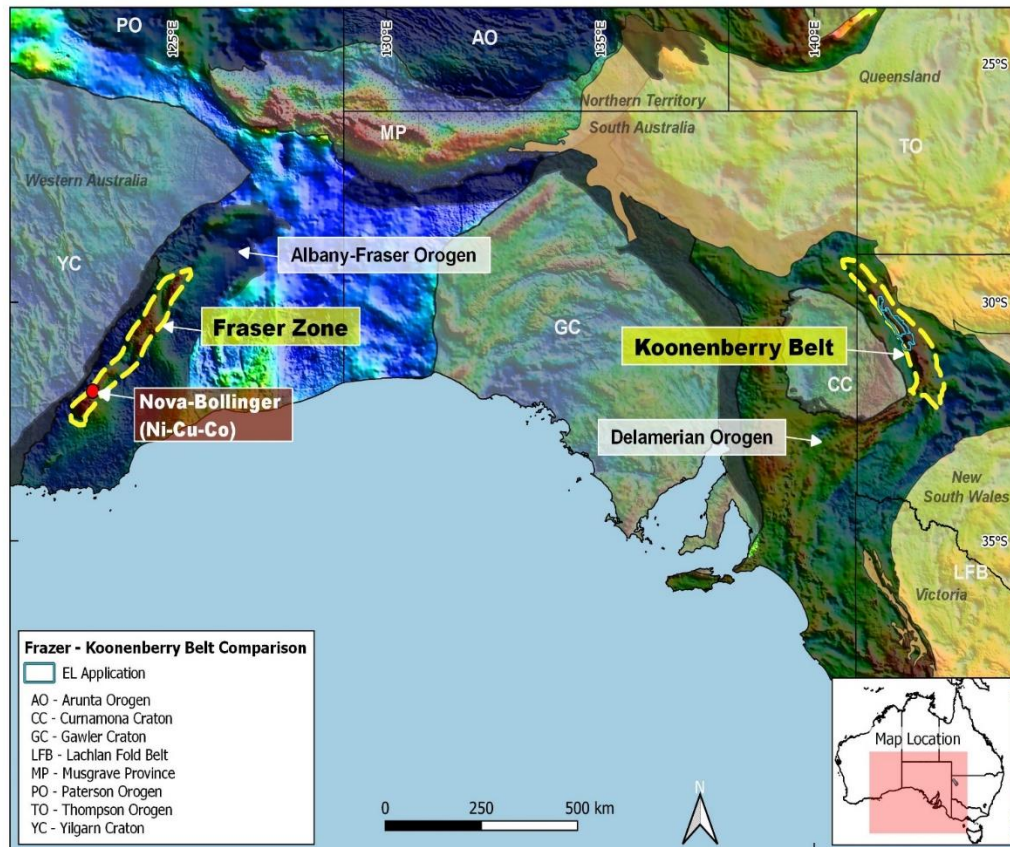 PO
125°E
130°E
AO
135°E
140°E
25°S
Queensland
Northern Territory
South Australia
MP
TO
Western Australia
Albany-Fraser Orogen
YC
30°S
Fraser Zone
GC
Koonenberry Belt
CC
Nova-Bollinger
(Ni-Cu-Co)
Delamerian Orogen
New
South Wales
35°S
LFB
Victoria
Frazer - Koonenberry Belt Comparison
EL Application
AO - Arunta Orogen
CC - Curnamona Craton
GC - Gawler Craton
LFB - Lachlan Fold Belt
MP - Musgrave Province
PO - Paterson Orogen
TO - Thompson Orogen
YC - Yilgarn Craton
0 250 500 km
N
Map Location